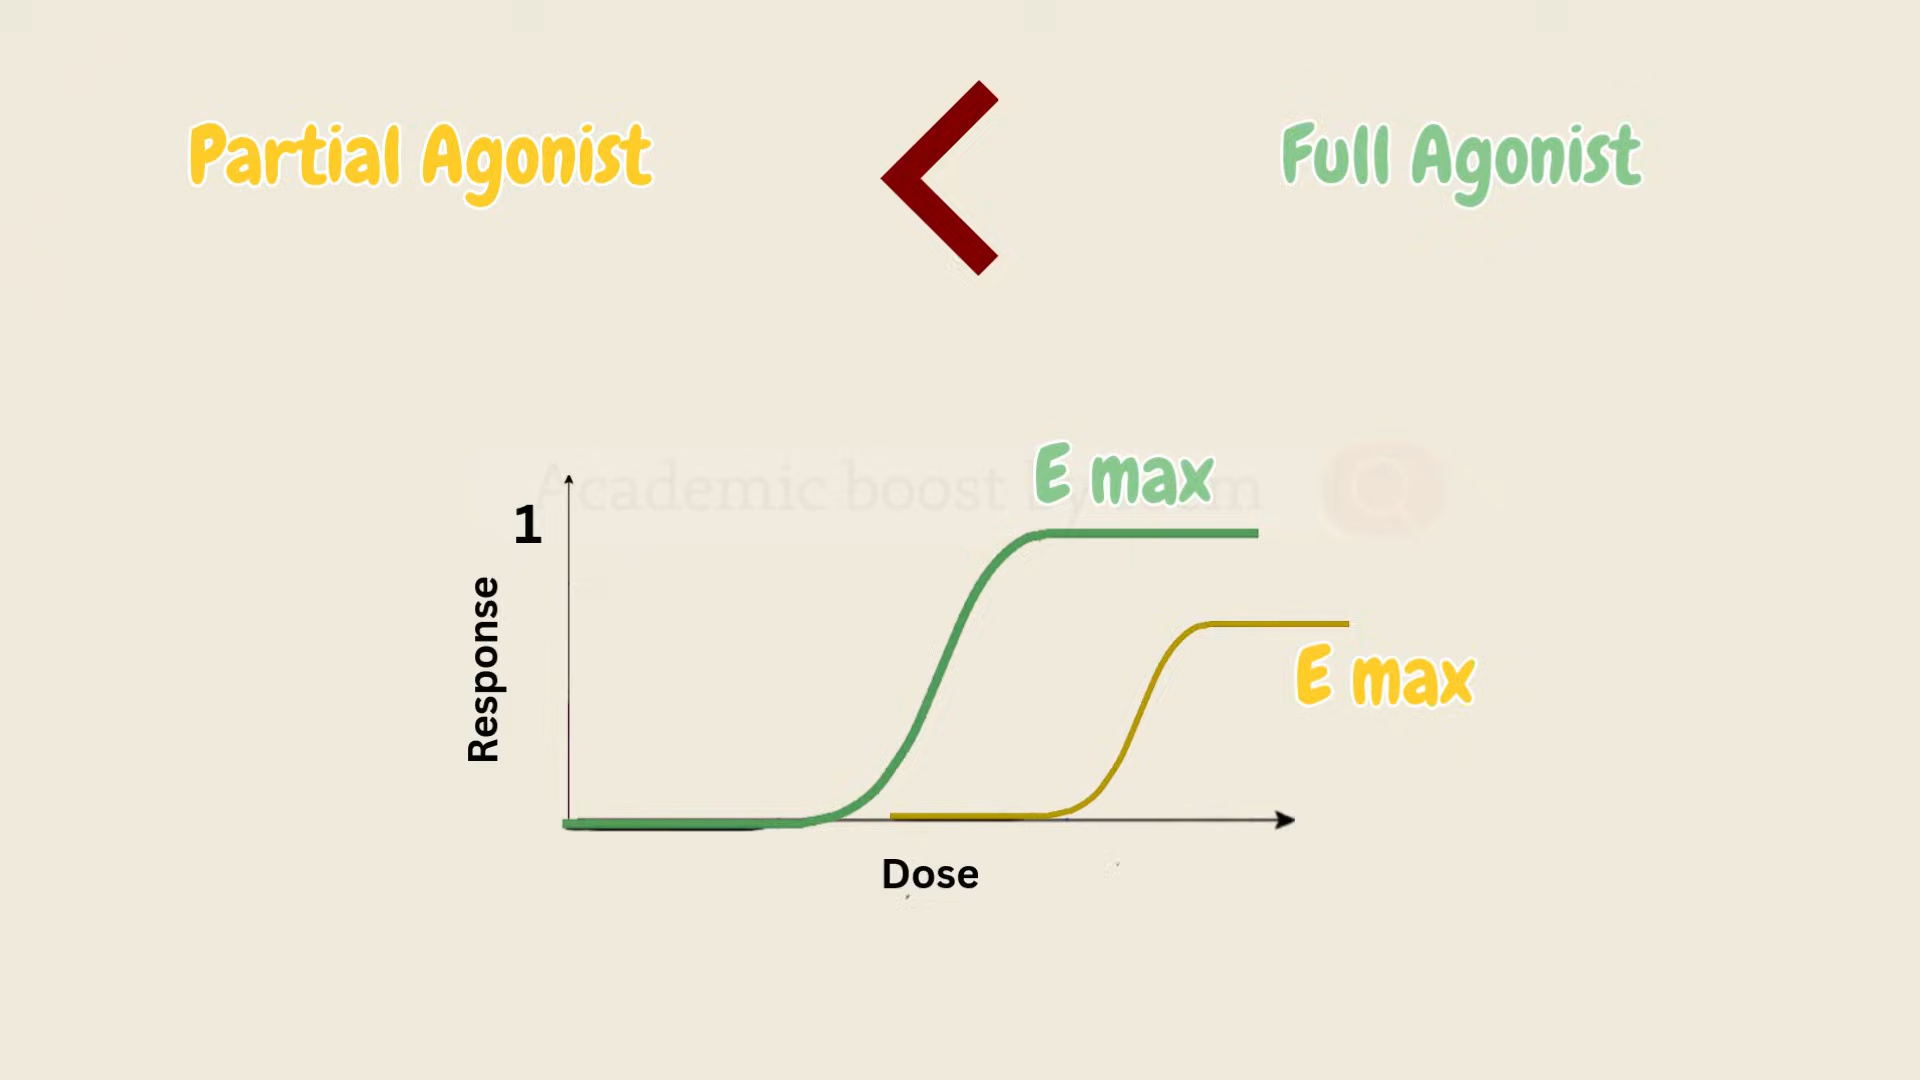 Partial Agonist
Full Agonist
E max
1
Response
E max
Dose